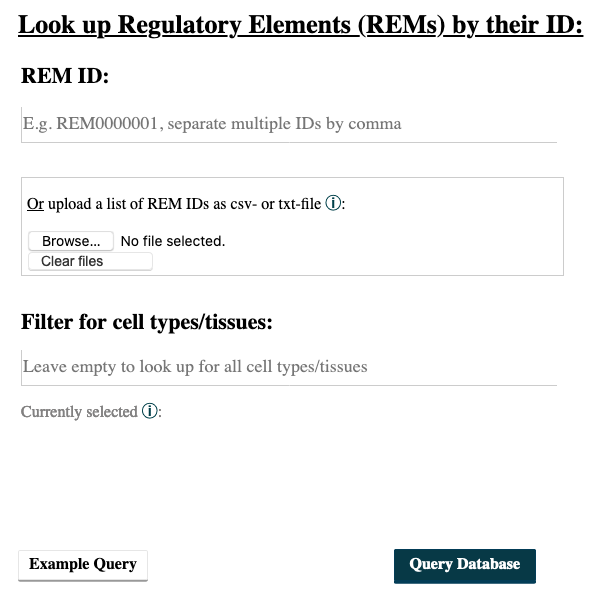 Look up Regulatory Elements (REMs) by their ID:
REM ID:
E.g. REM0000001, separate multiple IDs by comma
Or upload a list of REM IDs as csv- or txt-file ⓘ:
Browse... No file selected.
Clear files
Filter for cell types/tissues:
Leave empty to look up for all cell types/tissues
Currently selected ⓘ:
Example Query Query Database